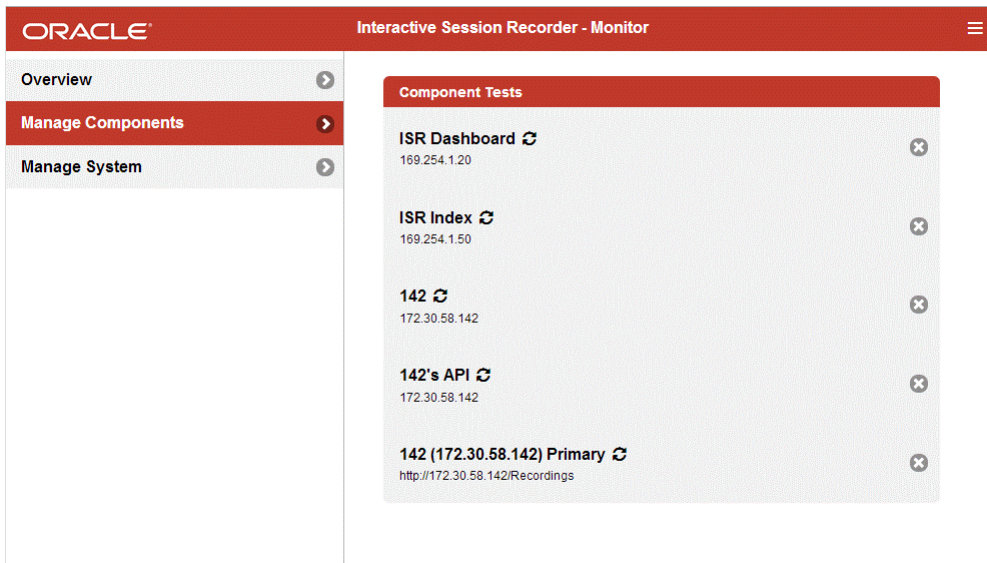 ORACLE®
Interactive Session Recorder - Monitor
Overview
Manage Components
Manage System
Component Tests
ISR Dashboard
169.254.1.20
ISR Index
169.254.1.50
142
172.30.58.142
142's API
172.30.58.142
142 (172.30.58.142) Primary
http://172.30.58.142/Recordings